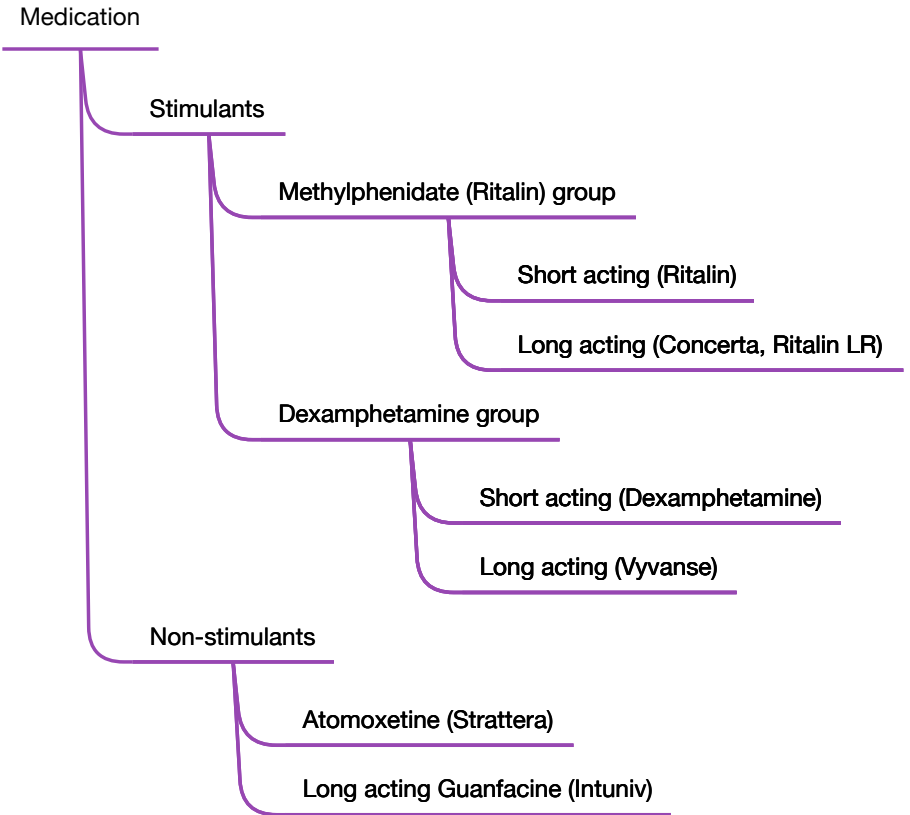 Medication
Stimulants
Methylphenidate (Ritalin) group
Short acting (Ritalin)
Long acting (Concerta, Ritalin LR)
Dexamphetamine group
Short acting (Dexamphetamine)
Long acting (Vyvanse)
Non-stimulants
Atomoxetine (Strattera)
Long acting Guanfacine (Intuniv)